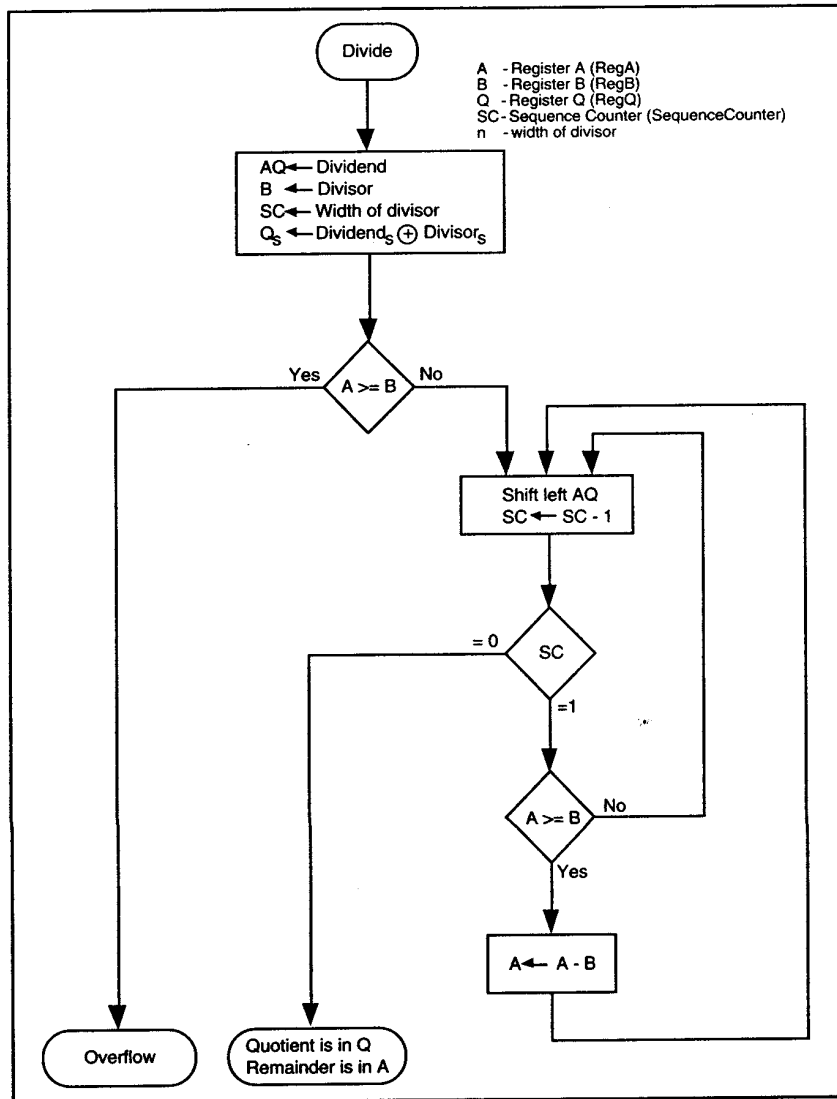 Divide
A - Register A (RegA)
B - Register B (RegB)
Q - Register Q (RegQ)
SC - Sequence Counter (SequenceCounter)
n - width of divisor
AQ ← Dividend
B ← Divisor
SC ← Width of divisor
Qs ← Dividends ⊕ Divisors
Yes
A >= B
No
Shift left AQ
SC ← SC - 1
= 0
SC
=1
A >= B
No
Yes
A ← A - B
Overflow
Quotient is in Q
Remainder is in A